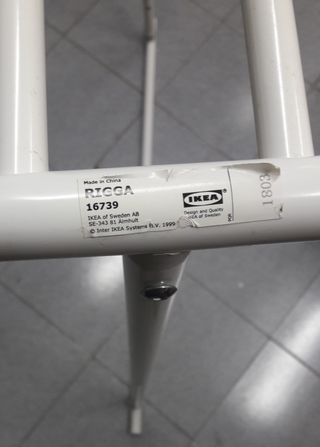 Made in China
RIGGA
16739
IKEA of Sweden AB
SE-343 81 Älmhult
© Inter IKEA Systems B.V. 1999
IKEA
Design and Quality
IKEA of Sweden
1803